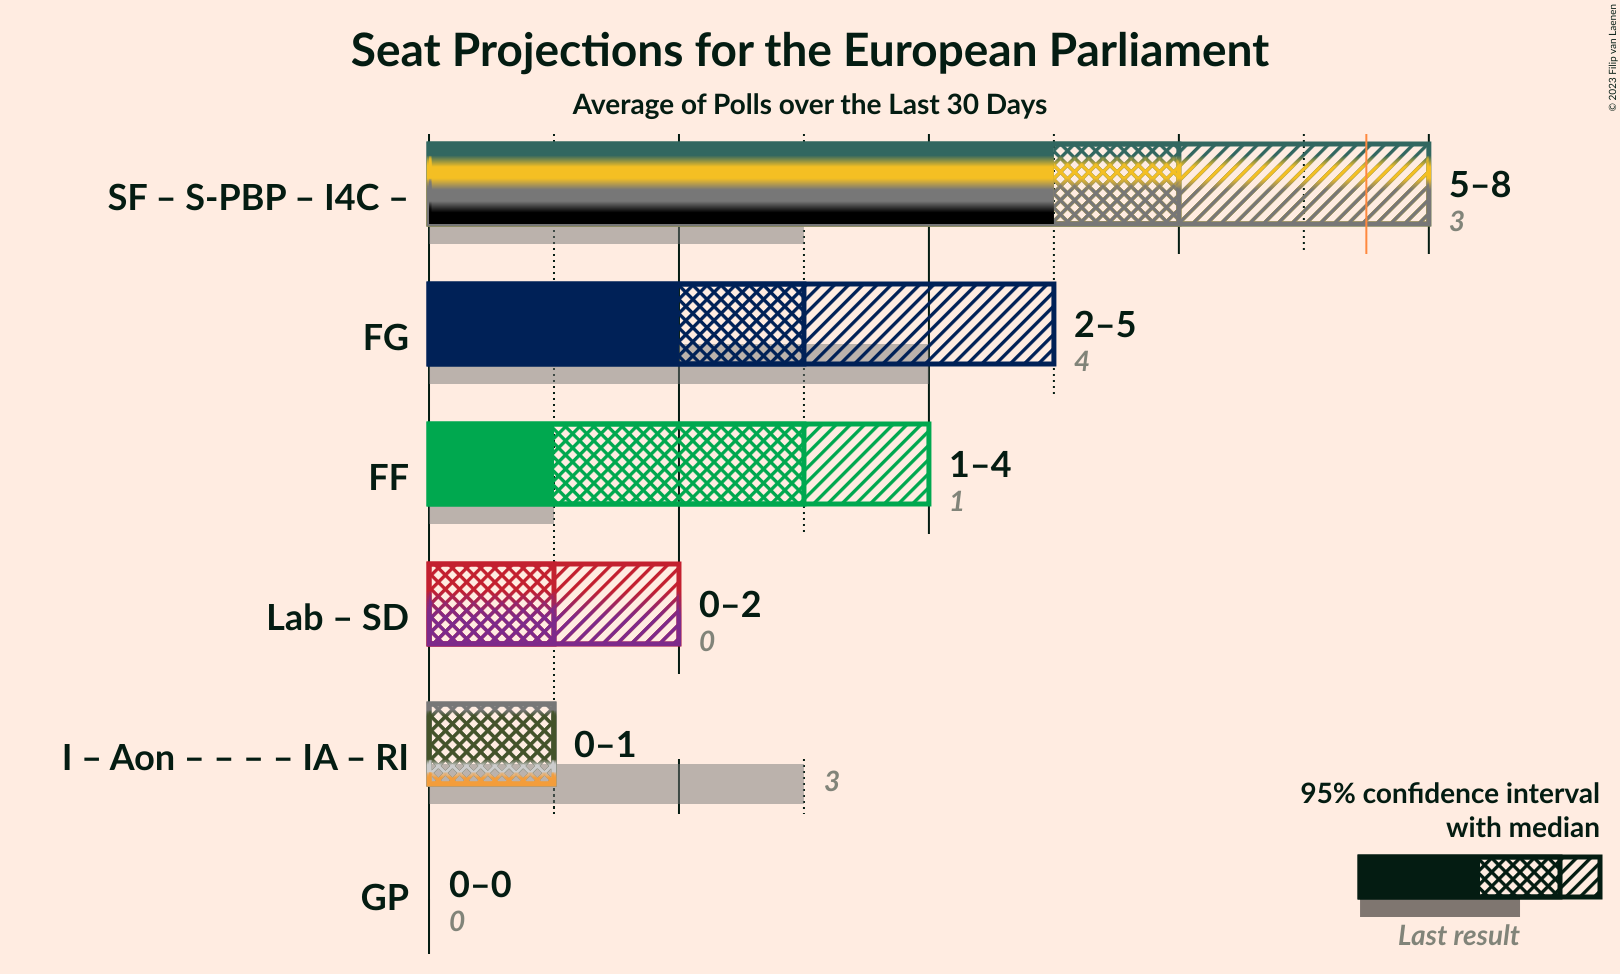 Seat Projections for the European Parliament
Average of Polls over the Last 30 Days
© 2023 Filip van Laenen
SF – S-PBP – I4C –
5–8
3
FG
2–5
4
FF
1–4
1
Lab – SD
0–2
0
I – Aon – – – – IA – RI
0–1
3
GP
0–0
0
95% confidence interval
with median
Last result